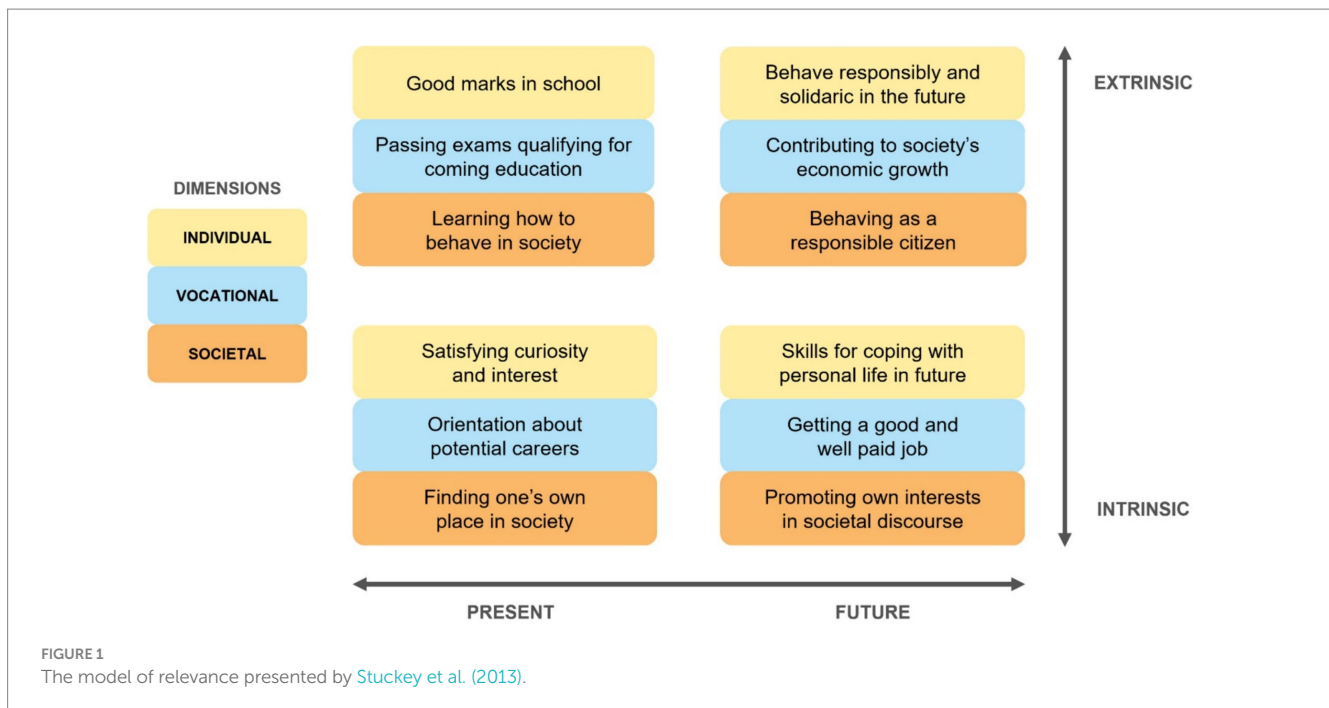 Good marks in school
Passing exams qualifying for
coming education
Learning how to
behave in society
Behave responsibly and
solidaric in the future
Contributing to society's
economic growth
Behaving as a
responsible citizen
EXTRINSIC
DIMENSIONS
INDIVIDUAL
VOCATIONAL
SOCIETAL
Satisfying curiosity
and interest
Orientation about
potential careers
Finding one's own
place in society
Skills for coping with
personal life in future
Getting a good and
well paid job
Promoting own interests
in societal discourse
INTRINSIC
PRESENT
FUTURE
FIGURE 1
The model of relevance presented by Stuckey et al. (2013).